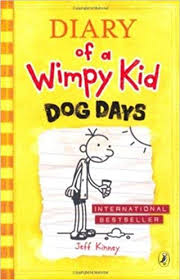 DIARY
of a
Wimpy Kid
DOG DAYS
INTERNATIONAL
BESTSELLER
Jeff Kinney